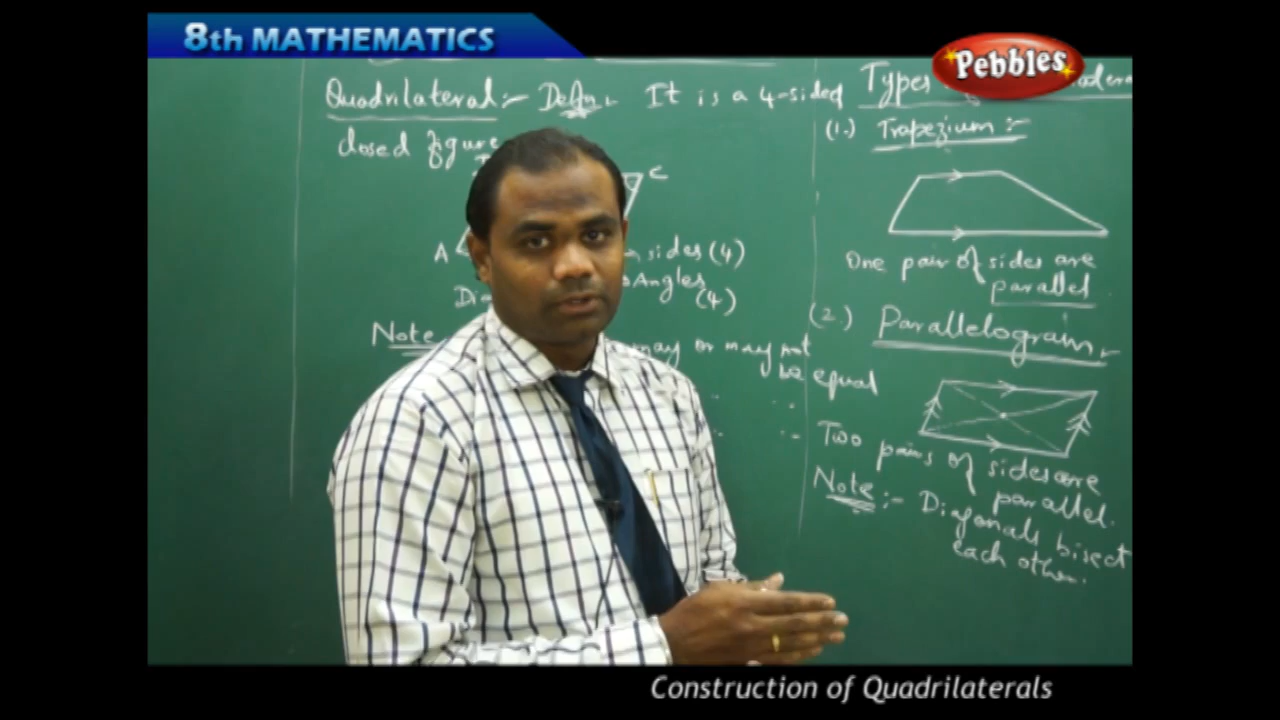 8th MATHEMATICS
Pebbles
Quadrilateral :- Defn. It is a 4-sided
closed figure
C
A
sides (4)
Angles
(4)
Note
may or may not
be equal
Types
(1.) Trapezium :-
One pair of sides are
parallel
(2.) Parallelogram :-
Two pairs of sides are
parallel.
Note :- Diagonals bisect
each other.
Construction of Quadrilaterals